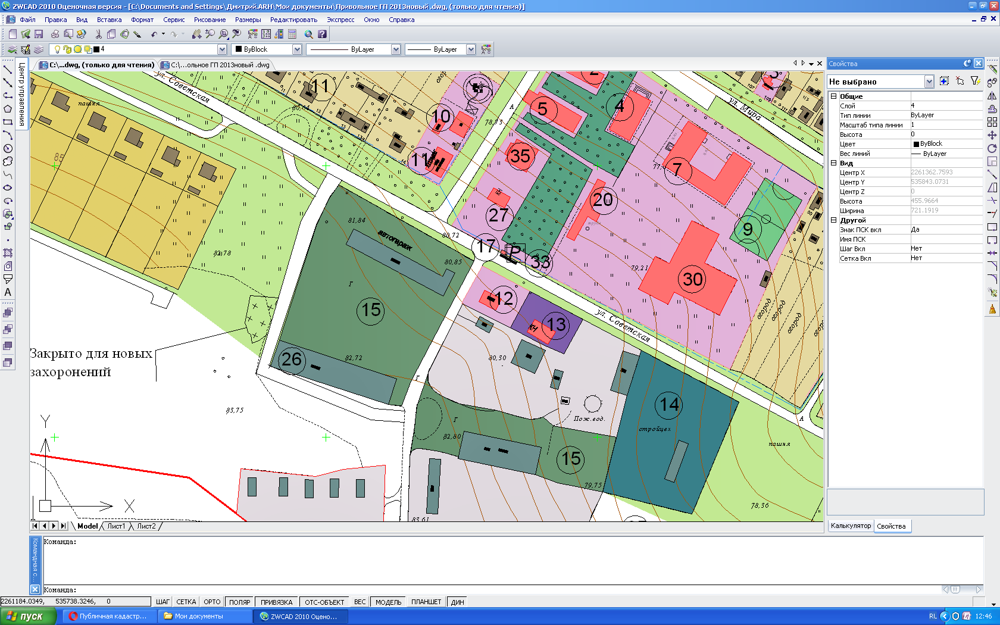 ZWCAD 2010 Оценочная версия - [C:\Documents and Settings\Дмитрий.ARH\Мои документы\Привольное ГП 2013новый .dwg, (только для чтения)]
Файл Правка Вид Вставка Формат Сервис Рисование Размеры Редактировать Экспресс Окно Справка
4 ByBlock ByLayer ByLayer
C:\...dwg, (только для чтения) C:\...ольное ГП 2013новый .dwg
Центр управления
ул. Советская
11
10
11
А
78,73
5
2
4
3
ул. Мира
пашня
80,64
85
35
7
77,
КН
27
20
9
81,84
автогараж
80,72
17
P
33
80,85
82,78
79,21
30
Г
15
12
13
КН
ул. Советская
огород
огород
огород
Закрыто для новых
захоронений
26
82,72
80,30
Г
14
83,75
Пож.вод.
стройцех
А
Г
82,80
пашня
15
79,75
78,36
83,61
Y
X
Model Лист1 Лист2
Свойства
Не выбрано
Общие
Слой 4
Тип линии ByLayer
Масштаб типа линии 1
Высота 0
Цвет ByBlock
Вес линий ByLayer
Вид
Центр X 2261362.7593
Центр Y 535843.0731
Центр Z 0
Высота 455.9664
Ширина 721.1919
Другой
Знак ПСК вкл Да
Имя ПСК
Шаг Вкл Нет
Сетка Вкл Нет
Калькулятор Свойства
Командная с...
Команда:
Команда:
2261184.0349, 535738.3246, 0 ШАГ СЕТКА ОРТО ПОЛЯР ПРИВЯЗКА ОТС-ОБЪЕКТ ВЕС МОДЕЛЬ ПЛАНШЕТ ДИН
пуск Публичная кадастр... Мои документы ZWCAD 2010 Оцено... RL 12:46